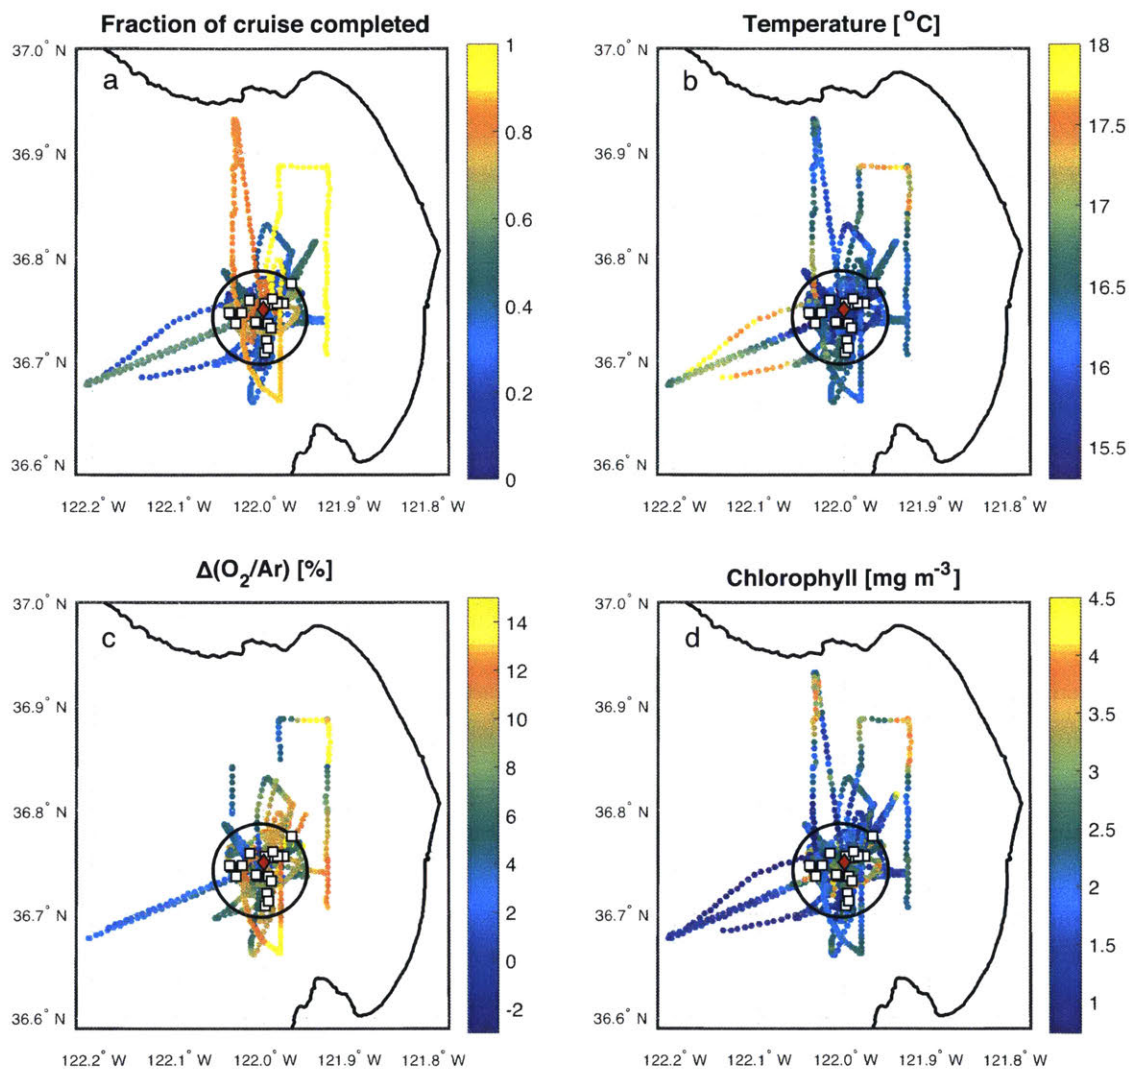 Fraction of cruise completed
Temperature [°C]
37.0° N
36.9° N
36.8° N
36.7° N
36.6° N
a
1
0.8
0.6
0.4
0.2
0
122.2° W 122.1° W 122.0° W 121.9° W 121.8° W
37.0° N
36.9° N
36.8° N
36.7° N
36.6° N
b
18
17.5
17
16.5
16
15.5
122.2° W 122.1° W 122.0° W 121.9° W 121.8° W
Δ(O₂/Ar) [%]
Chlorophyll [mg m⁻³]
37.0° N
36.9° N
36.8° N
36.7° N
36.6° N
c
14
12
10
8
6
4
2
0
-2
122.2° W 122.1° W 122.0° W 121.9° W 121.8° W
37.0° N
36.9° N
36.8° N
36.7° N
36.6° N
d
4.5
4
3.5
3
2.5
2
1.5
1
122.2° W 122.1° W 122.0° W 121.9° W 121.8° W